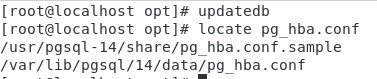 [root@localhost opt]# updatedb
[root@localhost opt]# locate pg_hba.conf
/usr/pgsql-14/share/pg_hba.conf.sample
/var/lib/pgsql/14/data/pg_hba.conf